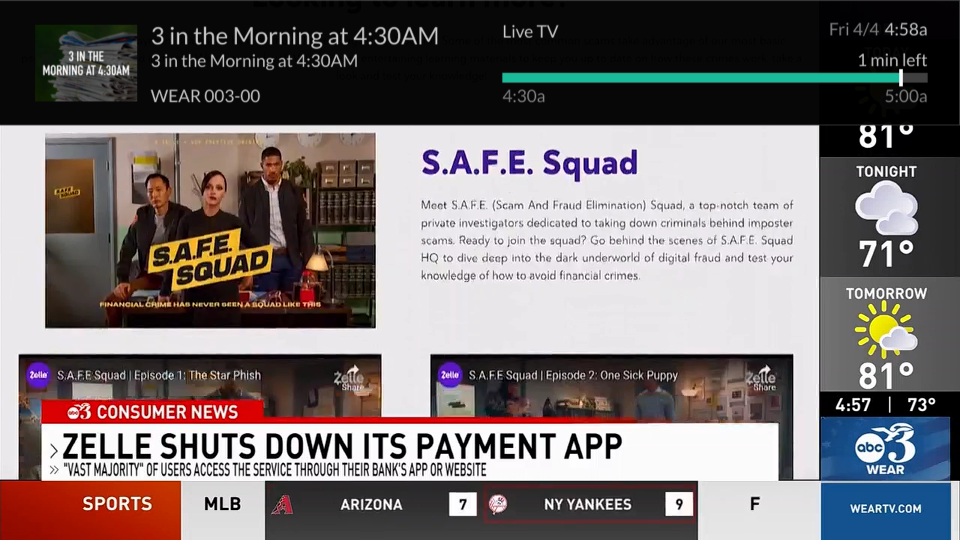 3 IN THE
MORNING AT 4:30AM
3 in the Morning at 4:30AM
3 in the Morning at 4:30AM
WEAR 003-00
Live TV
Fri 4/4 4:58a
1 min left
4:30a
5:00a
81°
TONIGHT
71°
TOMORROW
81°
4:57 | 73°
abc 3
WEAR
S.A.F.E.
SQUAD
FINANCIAL CRIME HAS NEVER SEEN A SQUAD LIKE THIS
S.A.F.E. Squad
Meet S.A.F.E. (Scam And Fraud Elimination) Squad, a top-notch team of
private investigators dedicated to taking down criminals behind imposter
scams. Ready to join the squad? Go behind the scenes of S.A.F.E. Squad
HQ to dive deep into the dark underworld of digital fraud and test your
knowledge of how to avoid financial crimes.
Zelle S.A.F.E Squad | Episode 1: The Star Phish
Zelle
Share
Zelle S.A.F.E Squad | Episode 2: One Sick Puppy
Zelle
Share
abc 3 CONSUMER NEWS
ZELLE SHUTS DOWN ITS PAYMENT APP
"VAST MAJORITY" OF USERS ACCESS THE SERVICE THROUGH THEIR BANK'S APP OR WEBSITE
SPORTS MLB ARIZONA 7 NY YANKEES 9 F WEARTV.COM